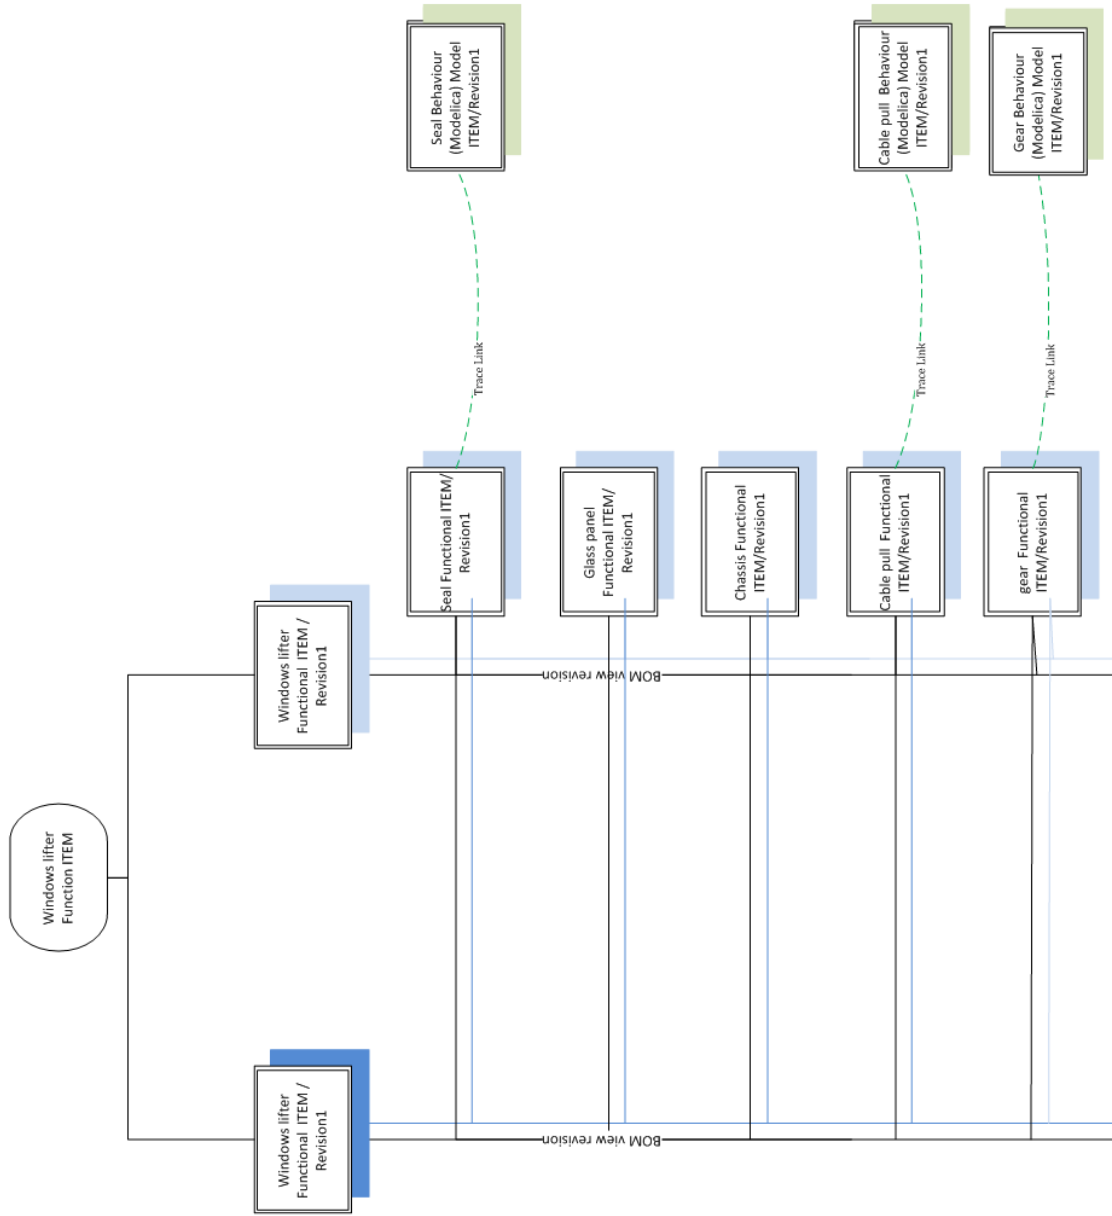 Windows lifter
Function ITEM
Windows lifter
Functional ITEM /
Revision1
Windows lifter
Functional ITEM /
Revision1
BOM view revision
BOM view revision
Seal Functional ITEM/
Revision1
Glass panel
Functional ITEM/
Revision1
Chassis Functional
ITEM/Revision1
Cable pull Functional
ITEM/Revision1
gear Functional
ITEM/Revision1
Trace Link
Trace Link
Trace Link
Seal Behaviour
(Modelica) Model
ITEM/Revision1
Cable pull Behaviour
(Modelica) Model
ITEM/Revision1
Gear Behaviour
(Modelica) Model
ITEM/Revision1